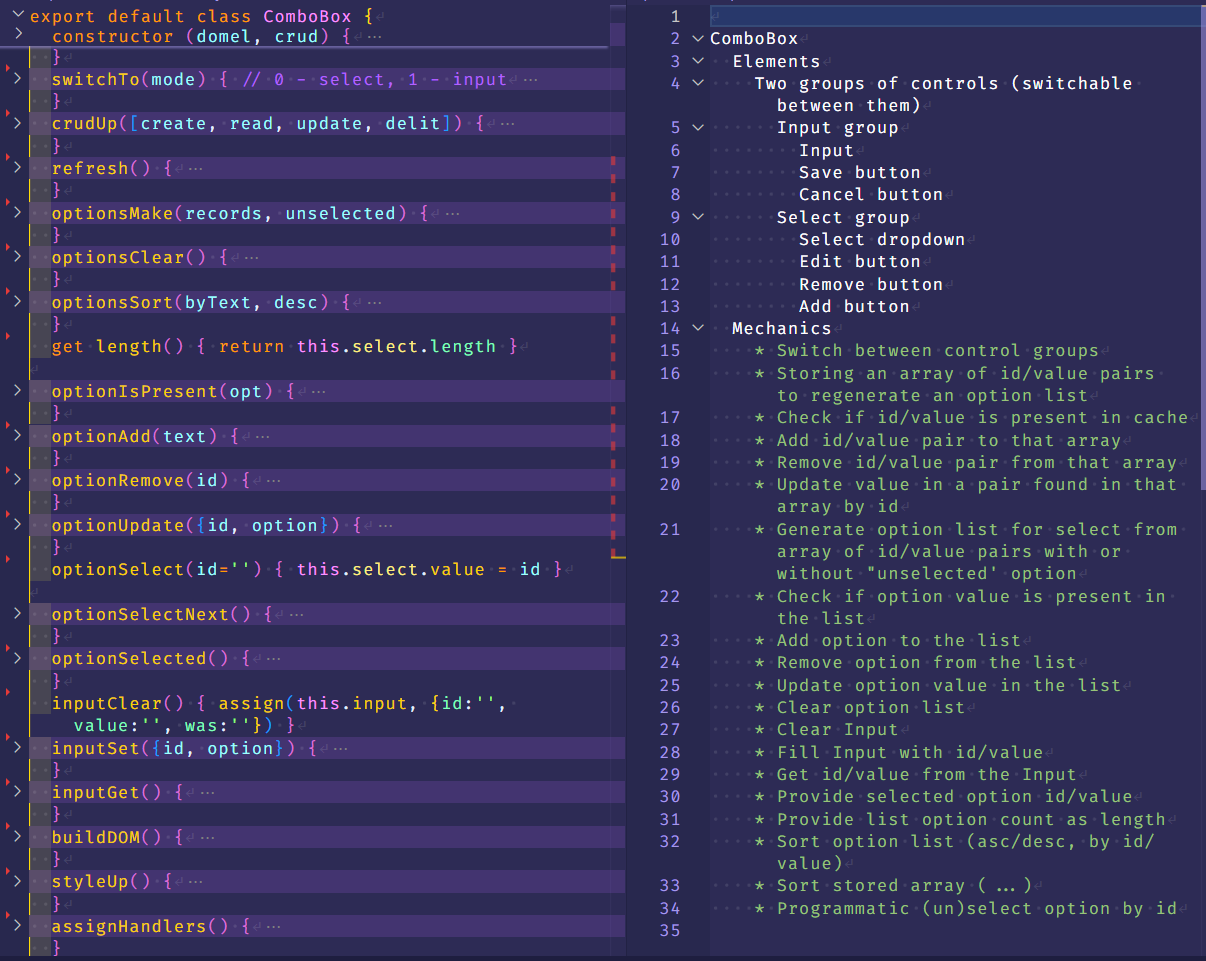 export default class ComboBox {
constructor (domel, crud) { ...
}
switchTo(mode) { // 0 - select, 1 - input ...
}
crudUp([create, read, update, delit]) { ...
}
refresh() { ...
}
optionsMake(records, unselected) { ...
}
optionsClear() { ...
}
optionsSort(byText, desc) { ...
}
get length() { return this.select.length }
optionIsPresent(opt) { ...
}
optionAdd(text) { ...
}
optionRemove(id) { ...
}
optionUpdate({id, option}) { ...
}
optionSelect(id='') { this.select.value = id }
optionSelectNext() { ...
}
optionSelected() { ...
}
inputClear() { assign(this.input, {id:'',
value:'', was:''}) }
inputSet({id, option}) { ...
}
inputGet() { ...
}
buildDOM() { ...
}
styleUp() { ...
}
assignHandlers() { ...
}
1
2 ComboBox
3 Elements
4 Two groups of controls (switchable
between them)
5 Input group
6 Input
7 Save button
8 Cancel button
9 Select group
10 Select dropdown
11 Edit button
12 Remove button
13 Add button
14 Mechanics
15 * Switch between control groups
16 * Storing an array of id/value pairs
to regenerate an option list
17 * Check if id/value is present in cache
18 * Add id/value pair to that array
19 * Remove id/value pair from that array
20 * Update value in a pair found in that
array by id
21 * Generate option list for select from
array of id/value pairs with or
without "unselected' option
22 * Check if option value is present in
the list
23 * Add option to the list
24 * Remove option from the list
25 * Update option value in the list
26 * Clear option list
27 * Clear Input
28 * Fill Input with id/value
29 * Get id/value from the Input
30 * Provide selected option id/value
31 * Provide list option count as length
32 * Sort option list (asc/desc, by id/
value)
33 * Sort stored array ( ... )
34 * Programmatic (un)select option by id
35